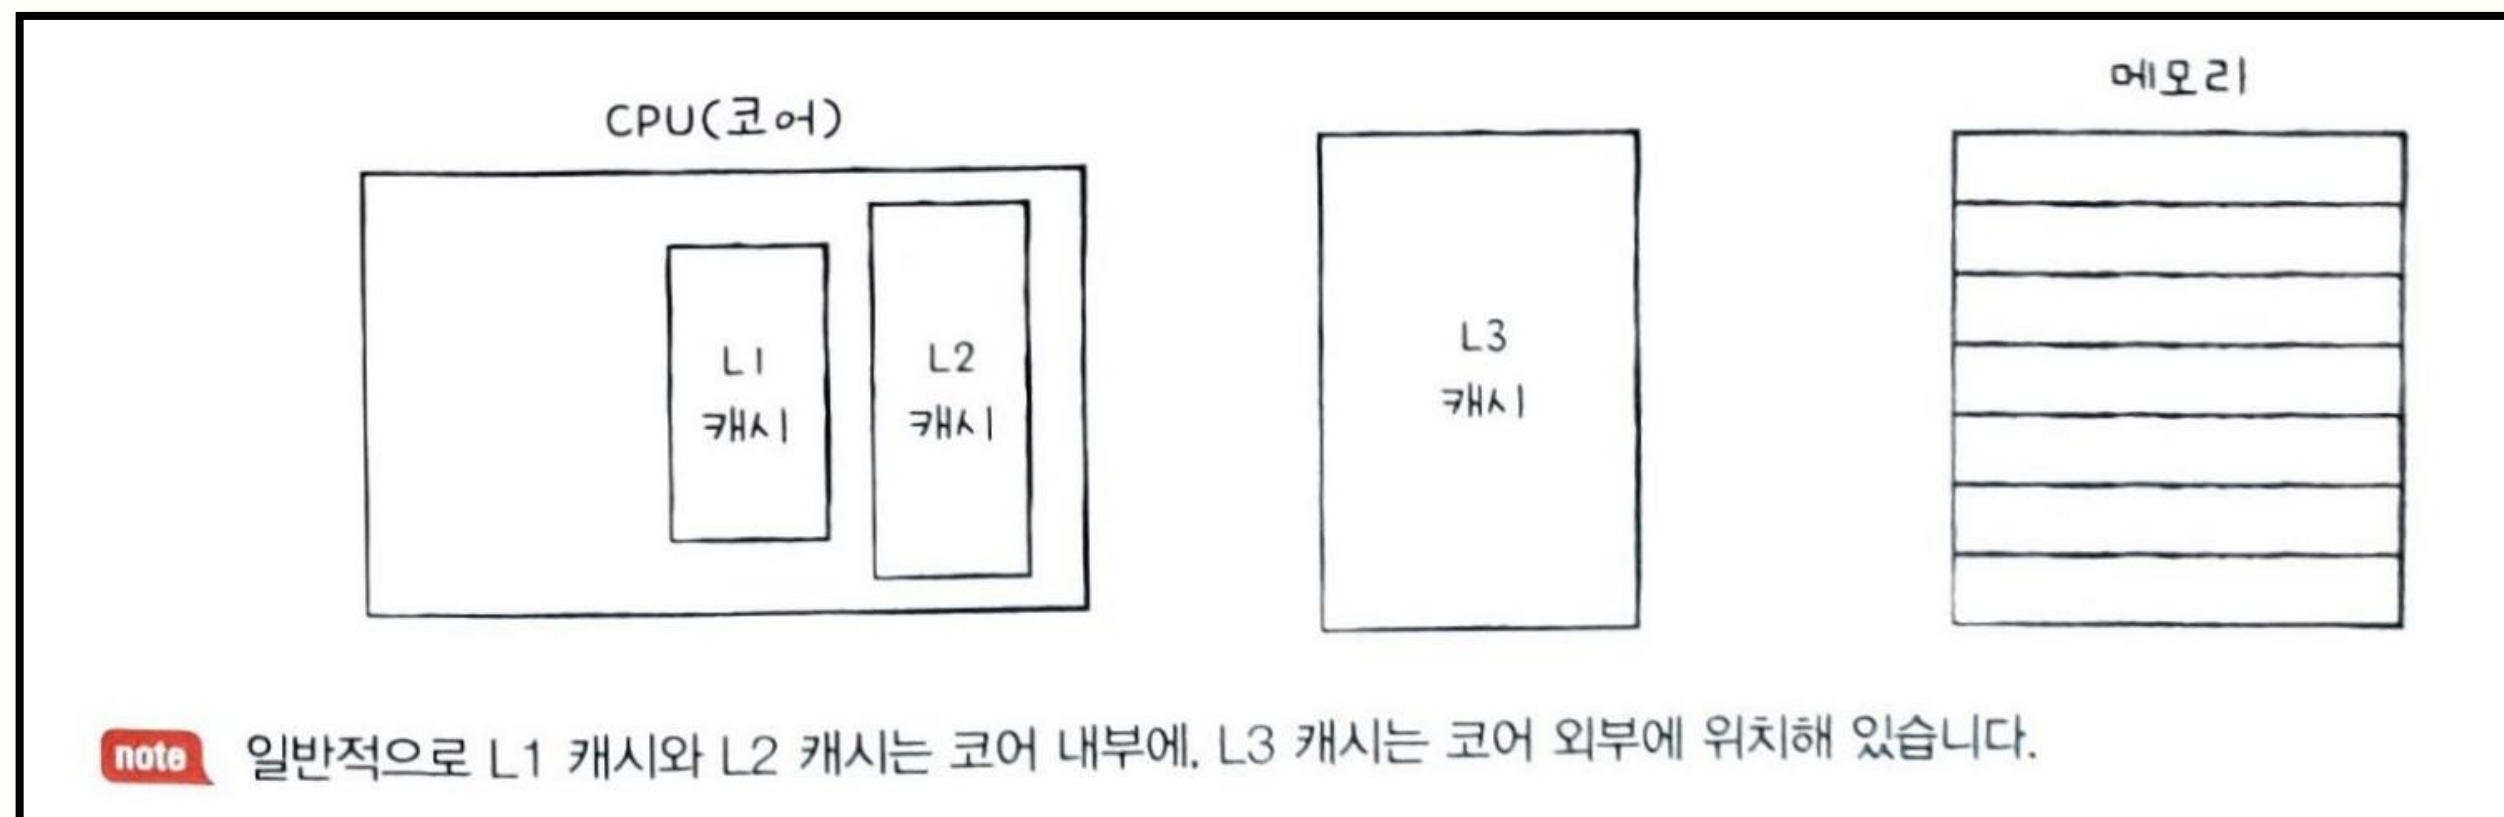 CPU(코어)
메모리
L1
캐시
L2
캐시
L3
캐시
note 일반적으로 L1 캐시와 L2 캐시는 코어 내부에, L3 캐시는 코어 외부에 위치해 있습니다.